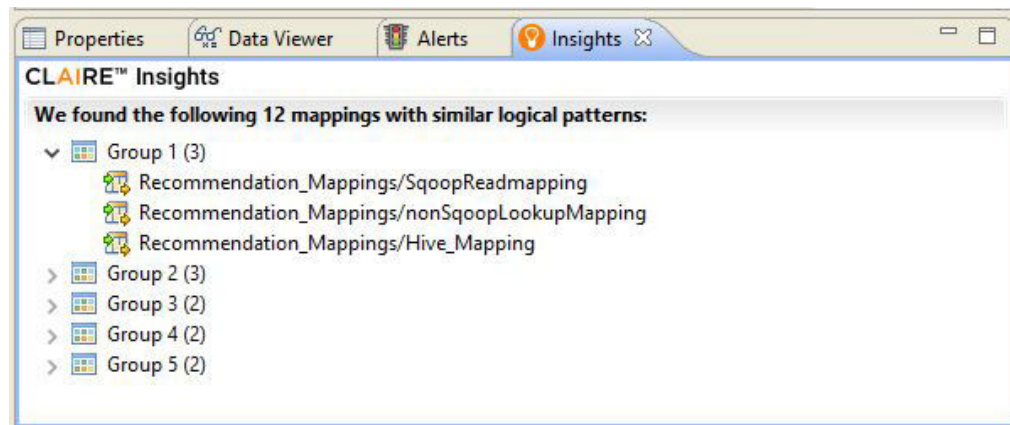 Properties Data Viewer Alerts Insights
CLAIRE™ Insights
We found the following 12 mappings with similar logical patterns:
Group 1 (3)
Recommendation_Mappings/SqoopReadmapping
Recommendation_Mappings/nonSqoopLookupMapping
Recommendation_Mappings/Hive_Mapping
Group 2 (3)
Group 3 (2)
Group 4 (2)
Group 5 (2)